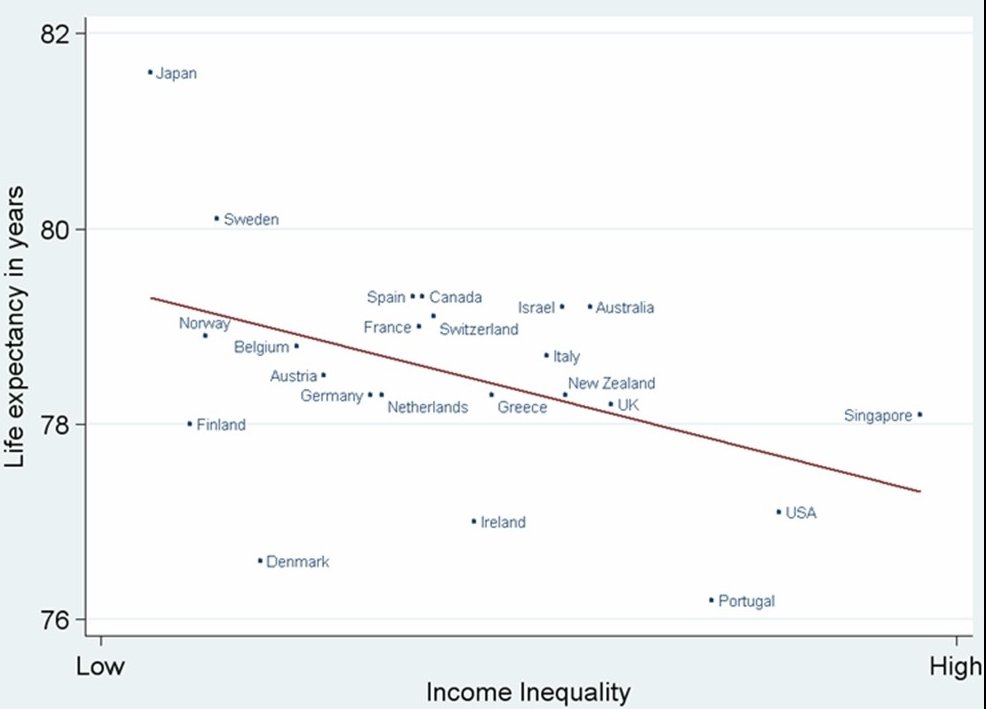 82
Japan
80
Sweden
Spain
Canada
Israel
Australia
Norway
France
Switzerland
Belgium
Italy
Austria
New Zealand
Germany
Netherlands
Greece
UK
78
Finland
Singapore
Ireland
USA
Denmark
Portugal
76
Life expectancy in years
Low
High
Income Inequality